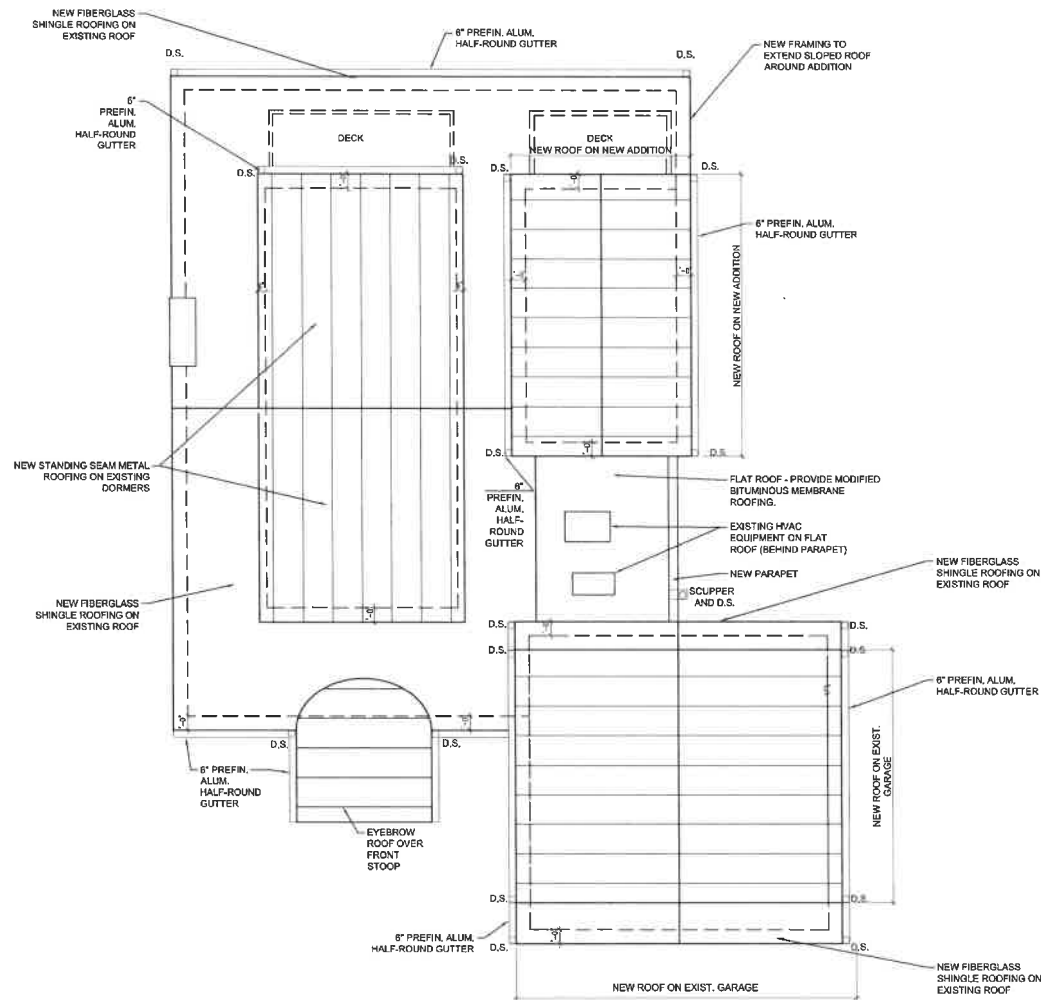 NEW FIBERGLASS
SHINGLE ROOFING ON
EXISTING ROOF
D.S.
6" PREFIN. ALUM.
HALF-ROUND GUTTER
D.S.
NEW FRAMING TO
EXTEND SLOPED ROOF
AROUND ADDITION
6"
PREFIN.
ALUM.
HALF-ROUND
GUTTER
DECK
DECK
NEW ROOF ON NEW ADDITION
D.S.
D.S.
D.S.
D.S.
6" PREFIN. ALUM.
HALF-ROUND GUTTER
NEW ROOF ON NEW ADDITION
NEW STANDING SEAM METAL
ROOFING ON EXISTING
DORMERS
D.S.
D.S.
6"
PREFIN.
ALUM.
HALF-
ROUND
GUTTER
FLAT ROOF - PROVIDE MODIFIED
BITUMINOUS MEMBRANE
ROOFING.
EXISTING HVAC
EQUIPMENT ON FLAT
ROOF (BEHIND PARAPET)
NEW PARAPET
SCUPPER
AND D.S.
NEW FIBERGLASS
SHINGLE ROOFING ON
EXISTING ROOF
NEW FIBERGLASS
SHINGLE ROOFING ON
EXISTING ROOF
D.S.
D.S.
D.S.
D.S.
6" PREFIN. ALUM.
HALF-ROUND GUTTER
NEW ROOF ON EXIST.
GARAGE
D.S.
D.S.
6" PREFIN.
ALUM.
HALF-ROUND
GUTTER
EYEBROW
ROOF OVER
FRONT
STOOP
D.S.
D.S.
6" PREFIN. ALUM.
HALF-ROUND GUTTER
D.S.
D.S.
NEW FIBERGLASS
SHINGLE ROOFING ON
EXISTING ROOF
NEW ROOF ON EXIST. GARAGE